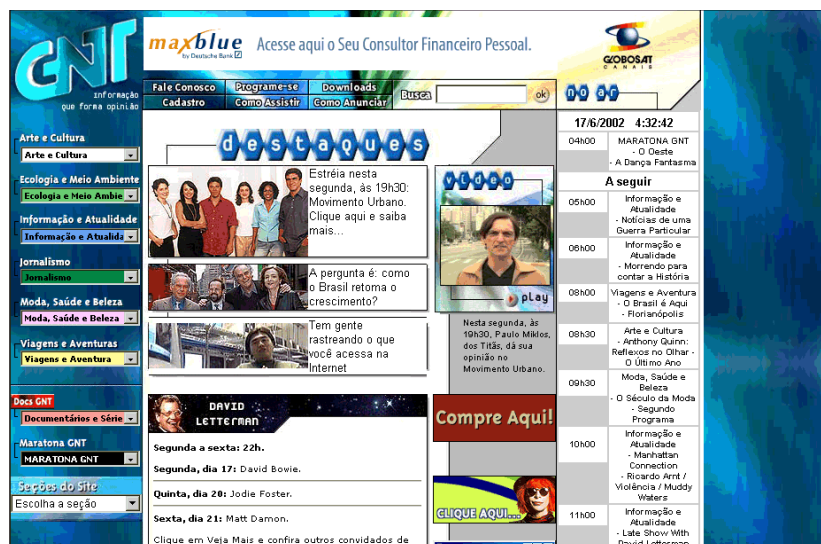 GNT
informação
que forma opinião
maxblue
by Deutsche Bank
Acesse aqui o Seu Consultor Financeiro Pessoal.
GLOBOSAT
CANAIS
Fale Conosco
Programe-se
Downloads
Cadastro
Como Assistir
Como Anunciar
Busca
ok
no ar
17/6/2002 4:32:42
04h00
MARATONA GNT
- O Oeste
- A Dança Fantasma
A seguir
05h00
Informação e
Atualidade
- Notícias de uma
Guerra Particular
06h00
Informação e
Atualidade
- Morrendo para
contar a História
08h00
Viagens e Aventura
- O Brasil é Aqui
- Florianópolis
08h30
Arte e Cultura
- Anthony Quinn:
Reflexos no Olhar -
O Último Ano
09h30
Moda, Saúde e
Beleza
- O Século da Moda
- Segundo
Programa
10h00
Informação e
Atualidade
- Manhattan
Connection
- Ricardo Arnt /
Violência / Muddy
Waters
11h00
Informação e
Atualidade
- Late Show With
David Letterman
Arte e Cultura
Arte e Cultura
Ecologia e Meio Ambiente
Ecologia e Meio Ambie
Informação e Atualidade
Informação e Atualida
Jornalismo
Jornalismo
Moda, Saúde e Beleza
Moda, Saúde e Beleza
Viagens e Aventuras
Viagens e Aventura
Docs GNT
Documentários e Série
Maratona GNT
MARATONA GNT
Seções do Site
Escolha a seção
destaques
Estréia nesta
segunda, às 19h30:
Movimento Urbano.
Clique aqui e saiba
mais...
A pergunta é: como
o Brasil retoma o
crescimento?
Tem gente
rastreando o que
você acessa na
Internet
video
play
Nesta segunda, às
19h30, Paulo Miklos,
dos Titãs, dá sua
opinião no
Movimento Urbano.
DAVID
LETTERMAN
Segunda a sexta: 22h.
Segunda, dia 17: David Bowie.
Quinta, dia 20: Jodie Foster.
Sexta, dia 21: Matt Damon.
Clique em Veja Mais e confira outros convidados de
Compre Aqui!
CLIQUE AQUI...